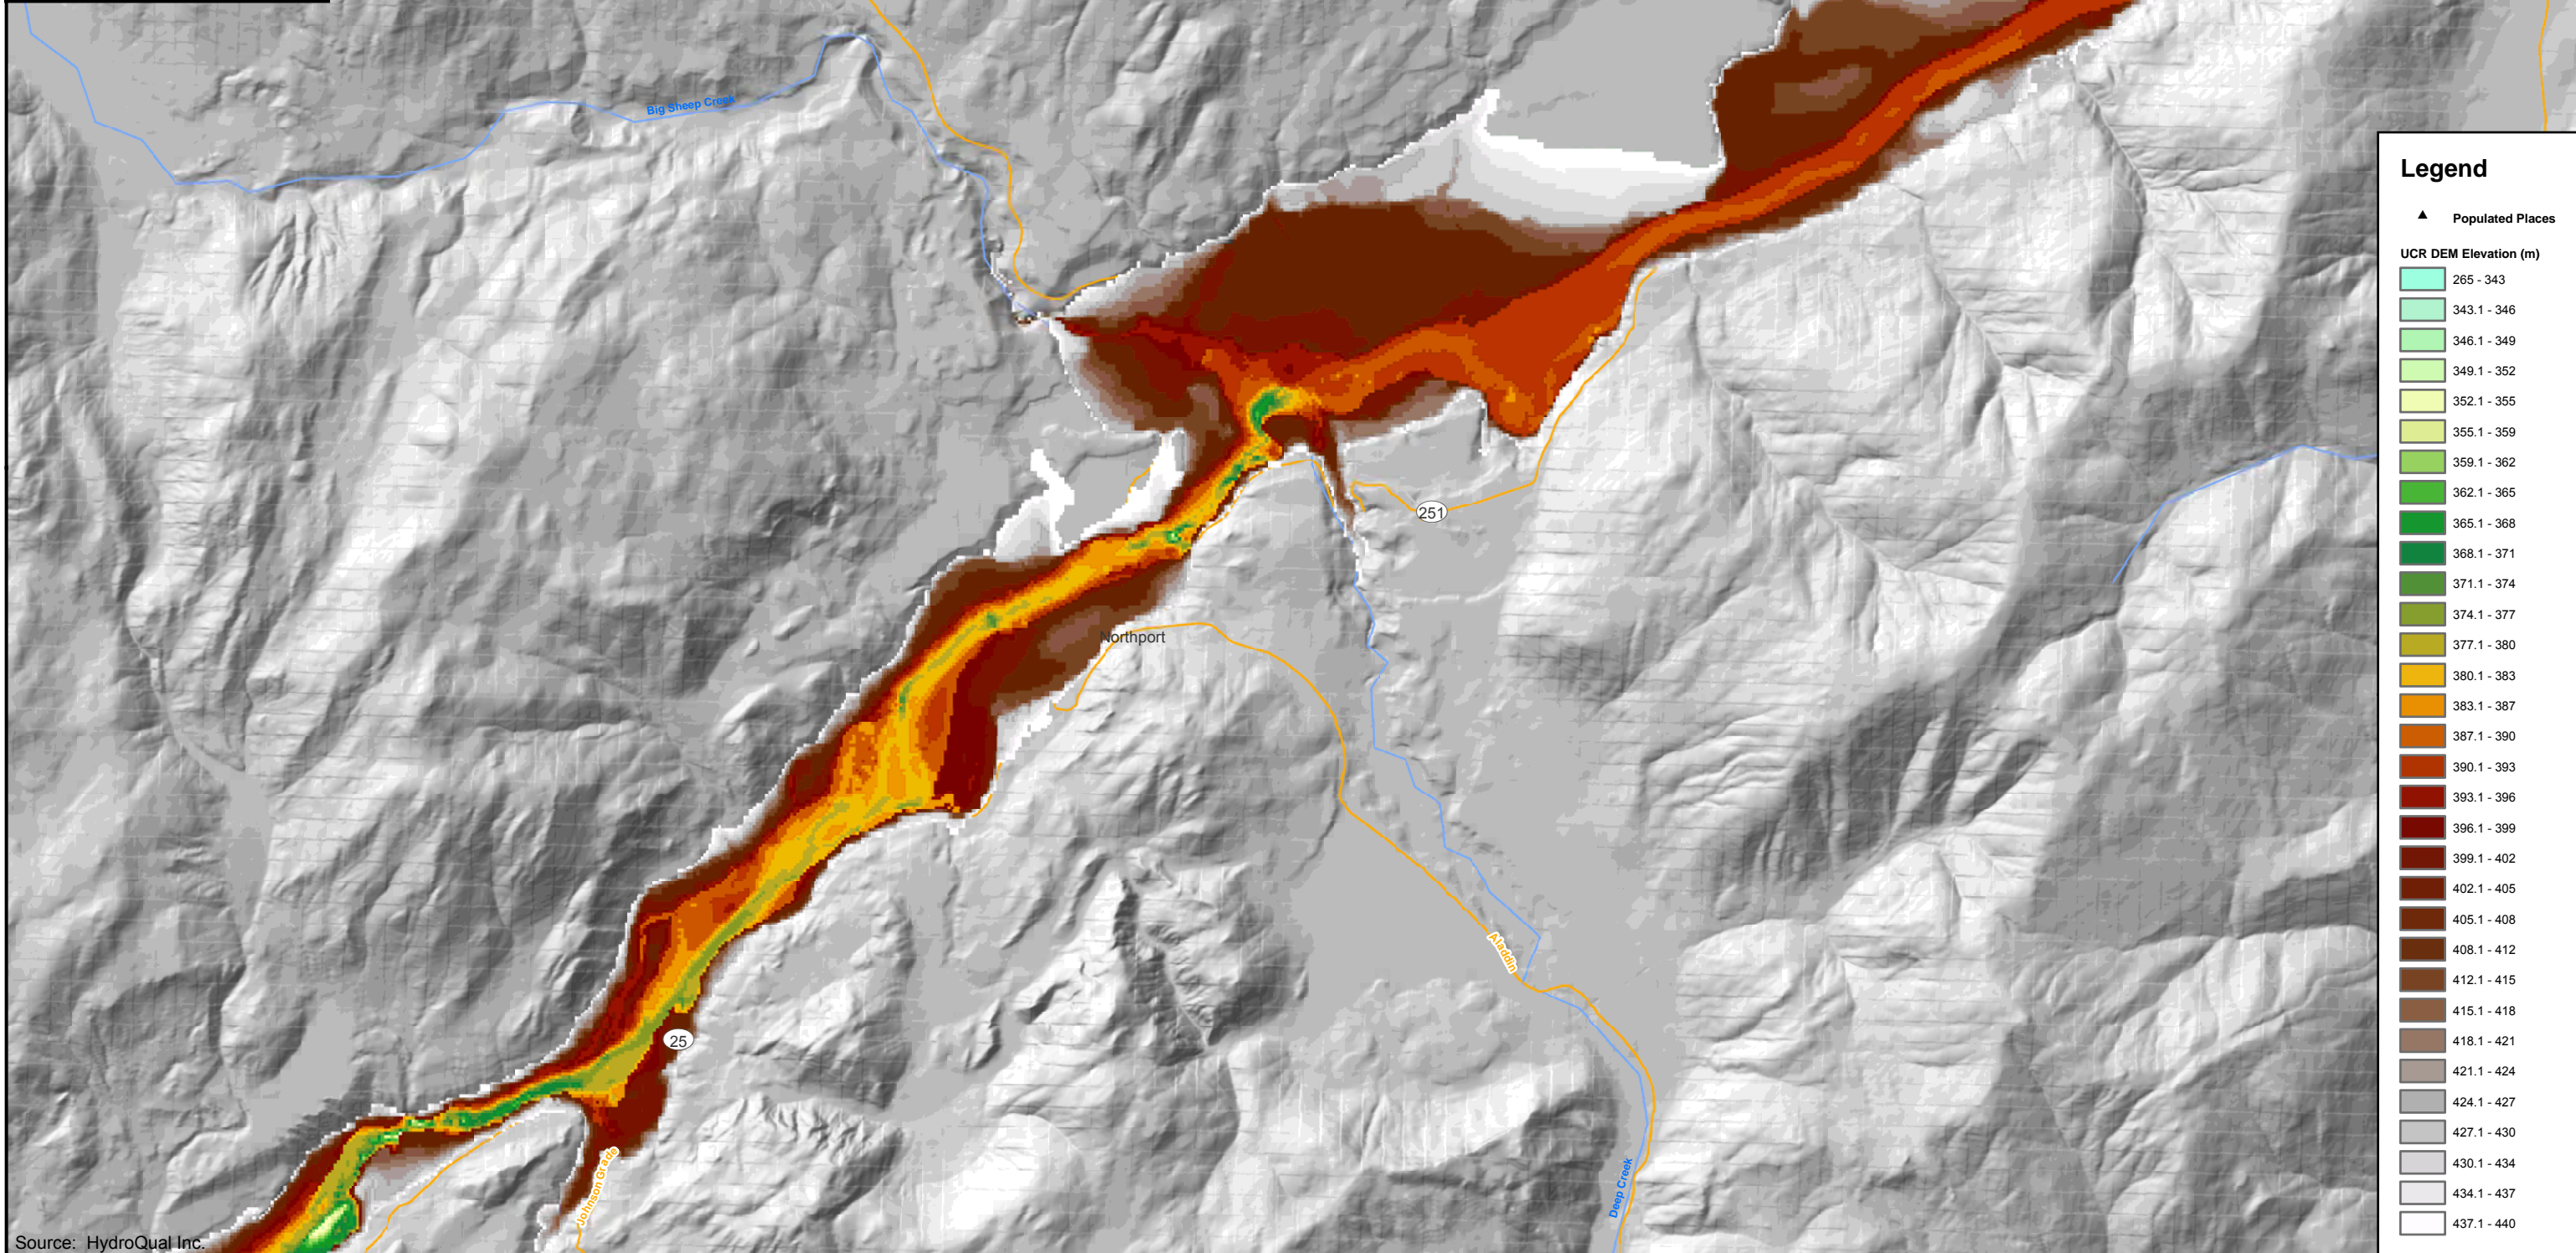 Big Sheep Creek
251
Northport
Aladdin
25
Johnson Grade
Deep Creek
Source: HydroQual Inc.
Legend
Populated Places
UCR DEM Elevation (m)
265 - 343
343.1 - 346
346.1 - 349
349.1 - 352
352.1 - 355
355.1 - 359
359.1 - 362
362.1 - 365
365.1 - 368
368.1 - 371
371.1 - 374
374.1 - 377
377.1 - 380
380.1 - 383
383.1 - 387
387.1 - 390
390.1 - 393
393.1 - 396
396.1 - 399
399.1 - 402
402.1 - 405
405.1 - 408
408.1 - 412
412.1 - 415
415.1 - 418
418.1 - 421
421.1 - 424
424.1 - 427
427.1 - 430
430.1 - 434
434.1 - 437
437.1 - 440